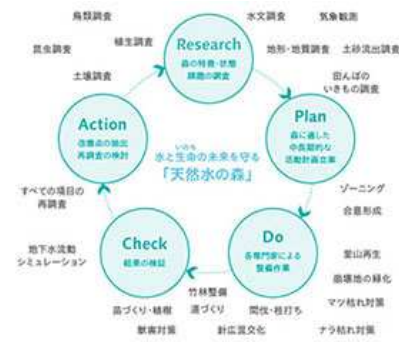 鳥類調査
水文調査
気象観測
昆虫調査
植生調査
Research
森の特徴・状態
課題の調査
地形・地質調査
土砂流出調査
土壌調査
田んぼの
いきもの調査
Action
改善点の抽出
再調査の検討
Plan
森に適した
中長期的な
活動計画立案
いのち
水と生命の未来を守る
「天然水の森」
すべての項目の
再調査
ゾーニング
合意形成
Check
結果の検証
Do
各専門家による
整備作業
地下水流動
シミュレーション
里山再生
崩壊地の緑化
竹林整備
苗づくり・植樹
道づくり
間伐・枝打ち
マツ枯れ対策
獣害対策
針広混交化
ナラ枯れ対策